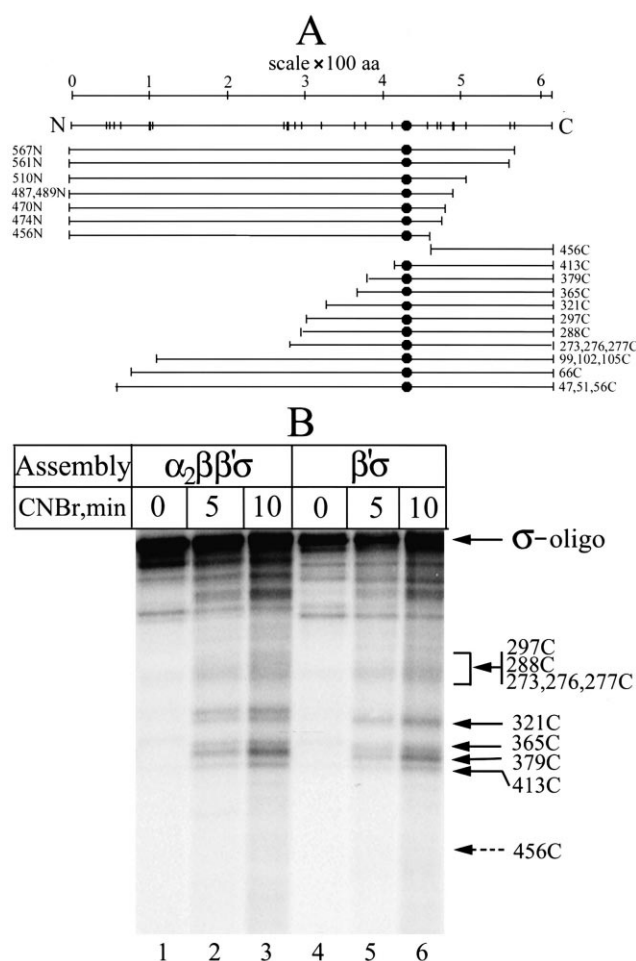 A
scale ×100 aa
0 1 2 3 4 5 6
N C
567N
561N
510N
487,489N
470N
474N
456N
456C
413C
379C
365C
321C
297C
288C
273,276,277C
99,102,105C
66C
47,51,56C
B
Assembly α₂ββ'σ β'σ
CNBr,min 0 5 10 0 5 10
σ-oligo
297C
288C
273,276,277C
321C
365C
379C
413C
456C
1 2 3 4 5 6